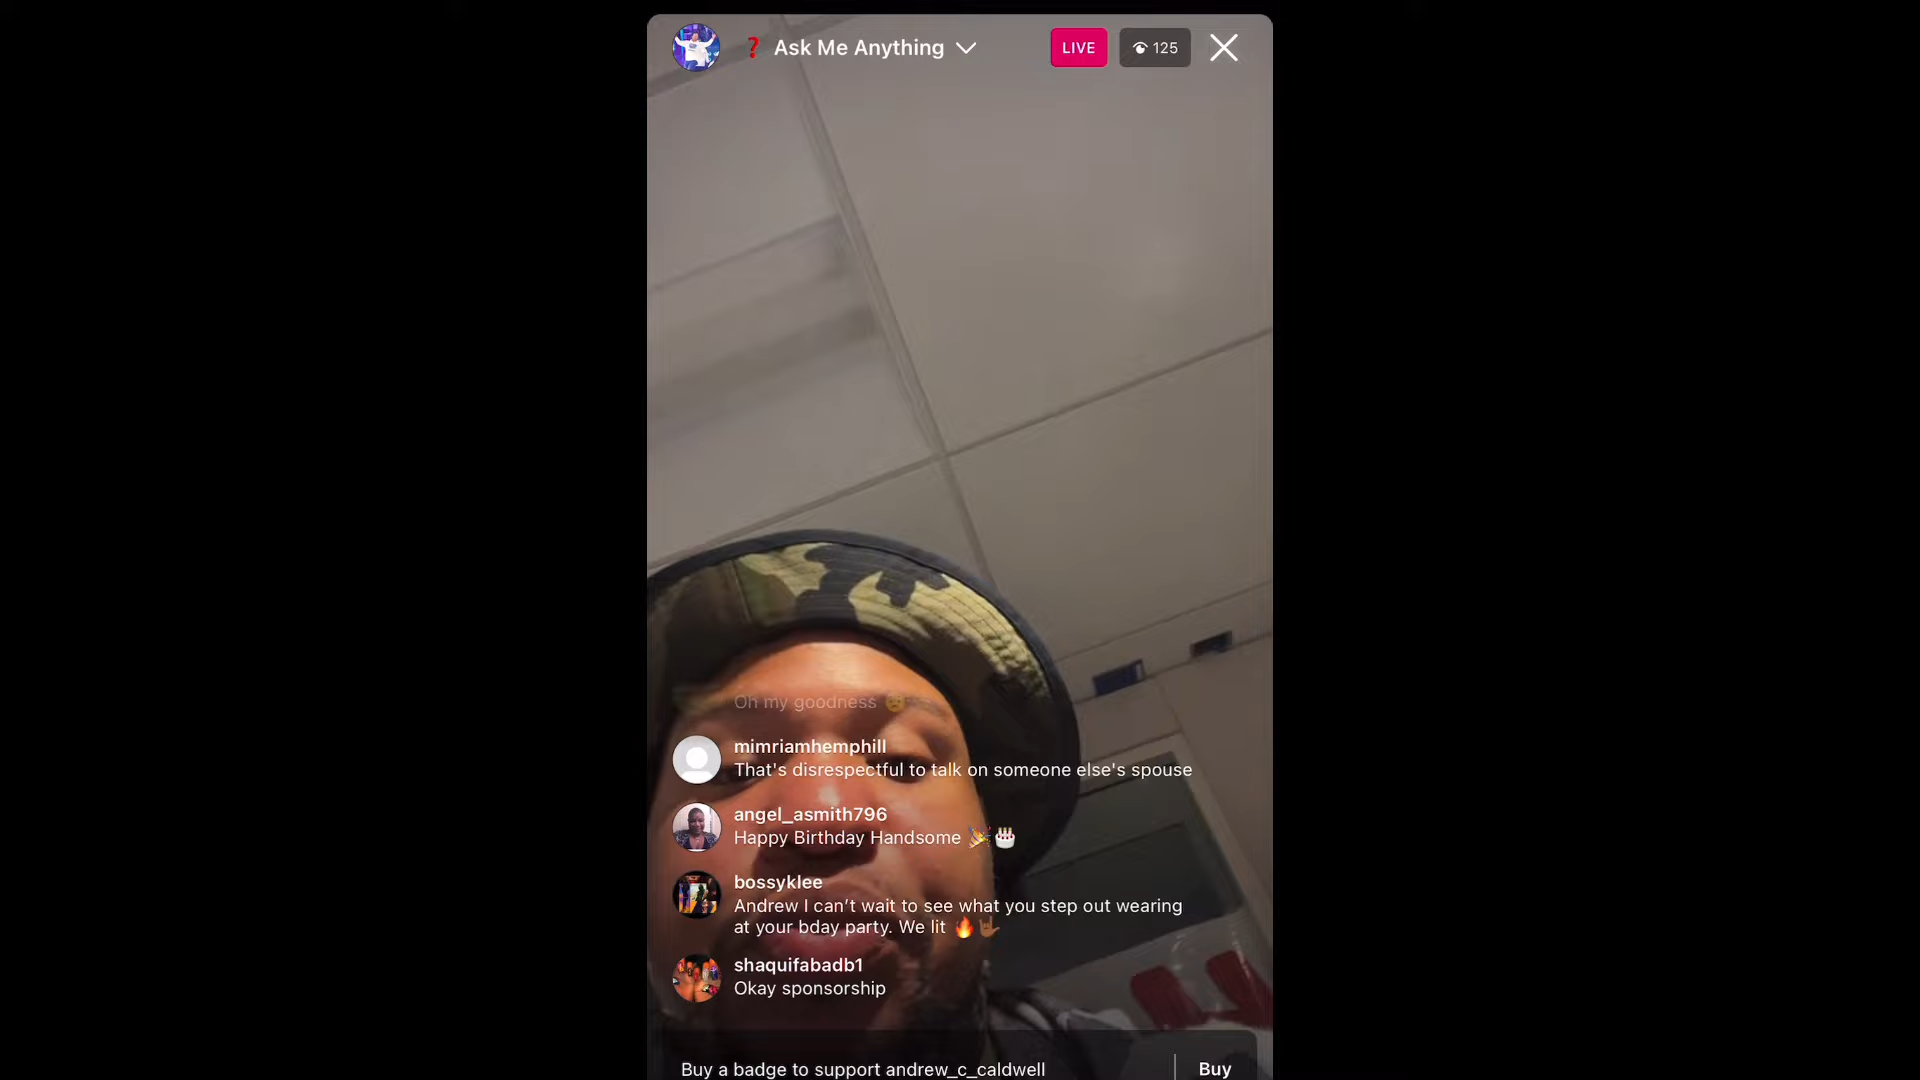 ❓ Ask Me Anything
LIVE
125
Oh my goodness
mimriamhemphill
That's disrespectful to talk on someone else's spouse
angel_asmith796
Happy Birthday Handsome 🎉🎂
bossyklee
Andrew I can’t wait to see what you step out wearing
at your bday party. We lit 🔥🤟🏾
shaquifabadb1
Okay sponsorship
Buy a badge to support andrew_c_caldwell
Buy